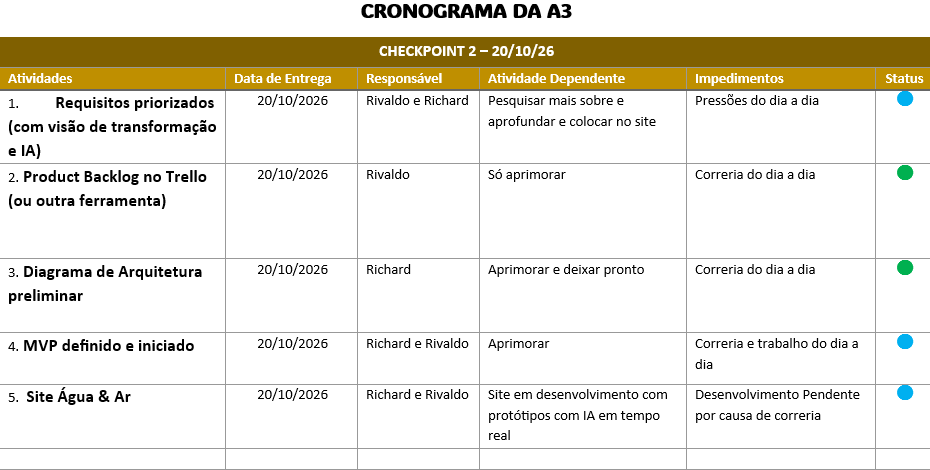 CRONOGRAMA DA A3
CHECKPOINT 2 – 20/10/26
Atividades Data de Entrega Responsável Atividade Dependente Impedimentos Status
1. Requisitos priorizados (com visão de transformação e IA) 20/10/2026 Rivaldo e Richard Pesquisar mais sobre e aprofundar e colocar no site Pressões do dia a dia
2. Product Backlog no Trello (ou outra ferramenta) 20/10/2026 Rivaldo Só aprimorar Correria do dia a dia
3. Diagrama de Arquitetura preliminar 20/10/2026 Richard Aprimorar e deixar pronto Correria do dia a dia
4. MVP definido e iniciado 20/10/2026 Richard e Rivaldo Aprimorar Correria e trabalho do dia a dia
5. Site Água & Ar 20/10/2026 Richard e Rivaldo Site em desenvolvimento com protótipos com IA em tempo real Desenvolvimento Pendente por causa de correria